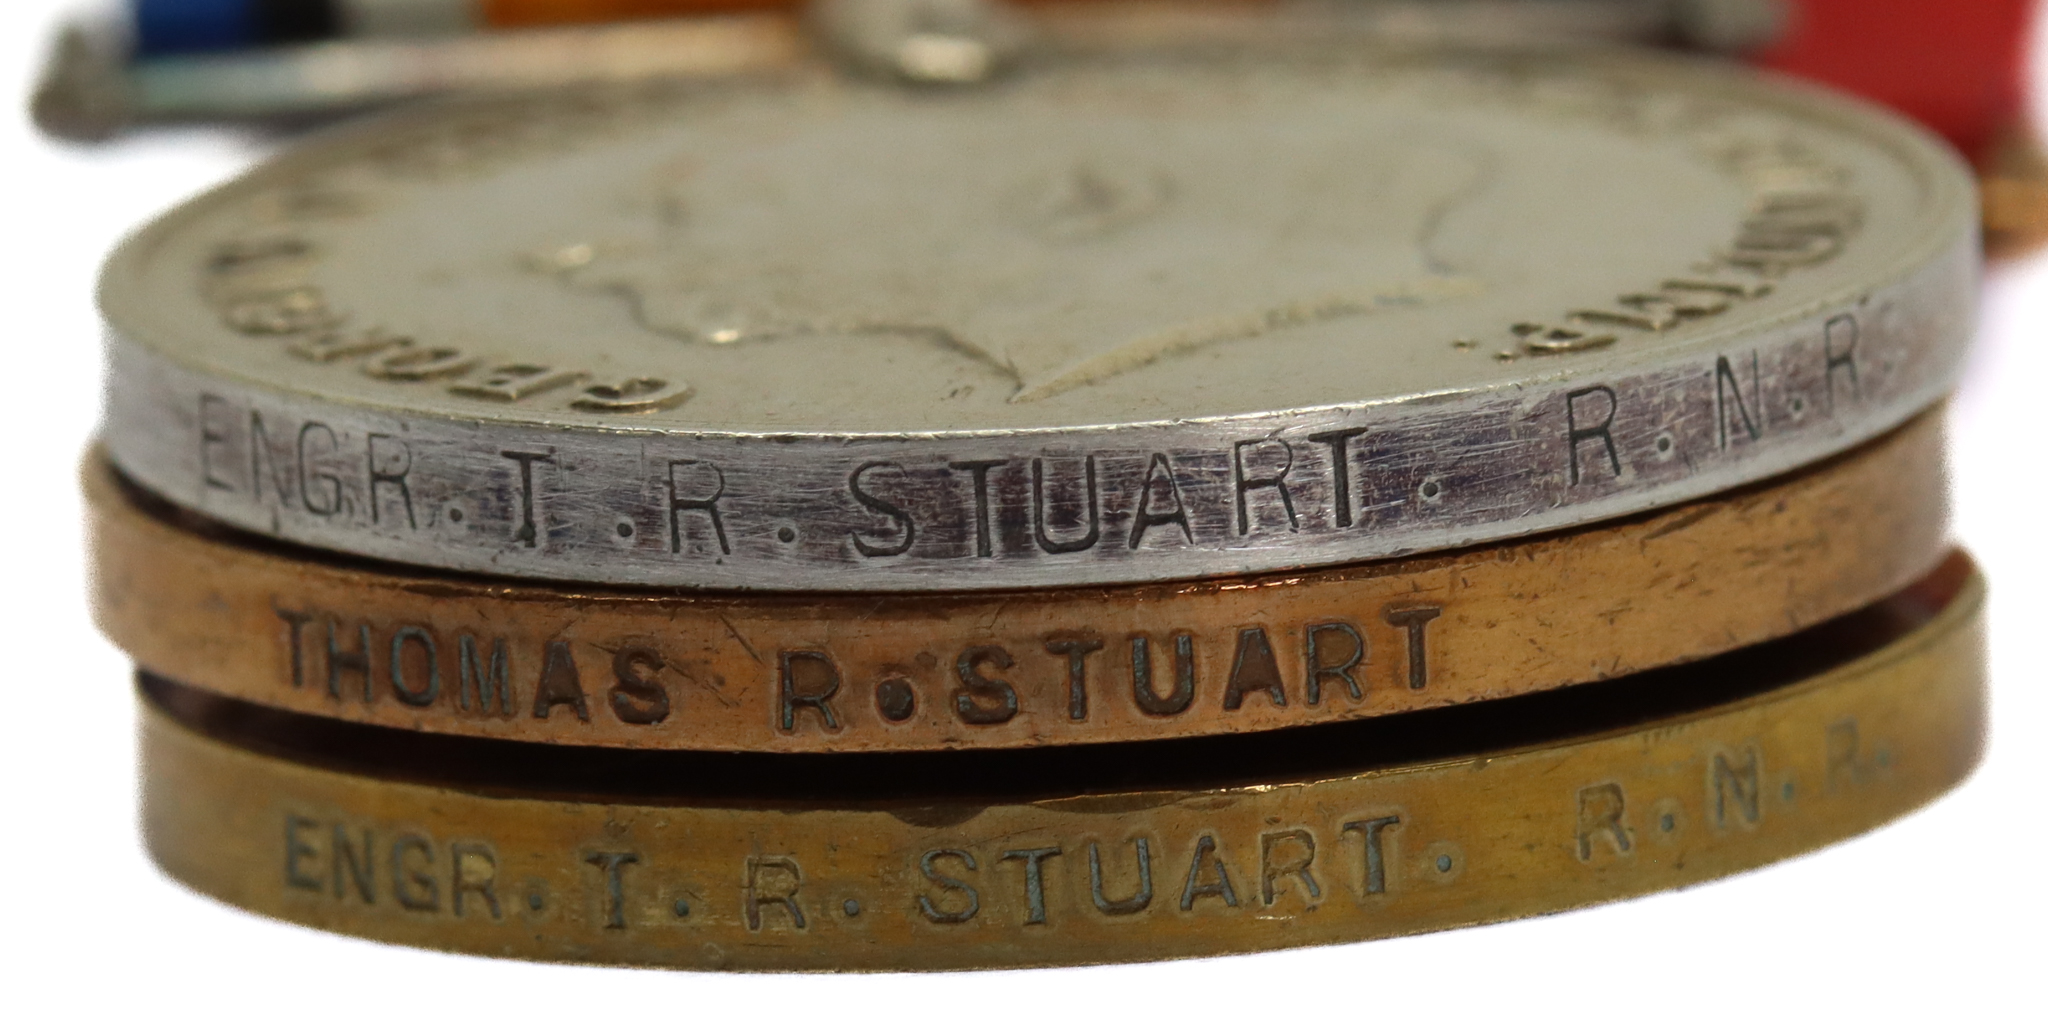 ENGR. T. R. STUART. R. N. R.
THOMAS R. STUART
ENGR. T. R. STUART. R. N. R.